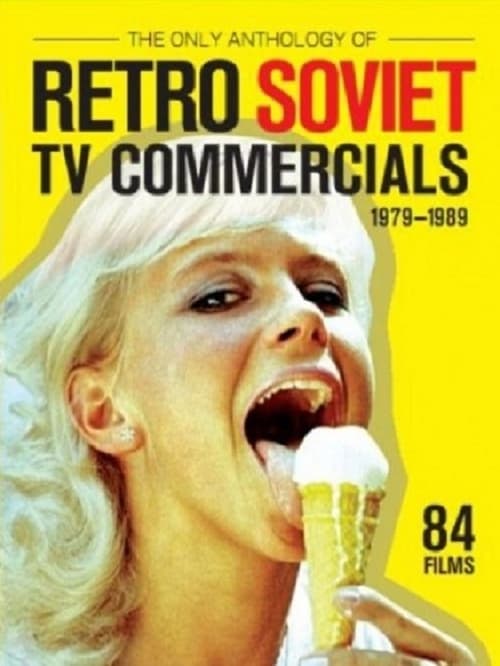 THE ONLY ANTHOLOGY OF
RETRO SOVIET
TV COMMERCIALS
1979–1989
84
FILMS